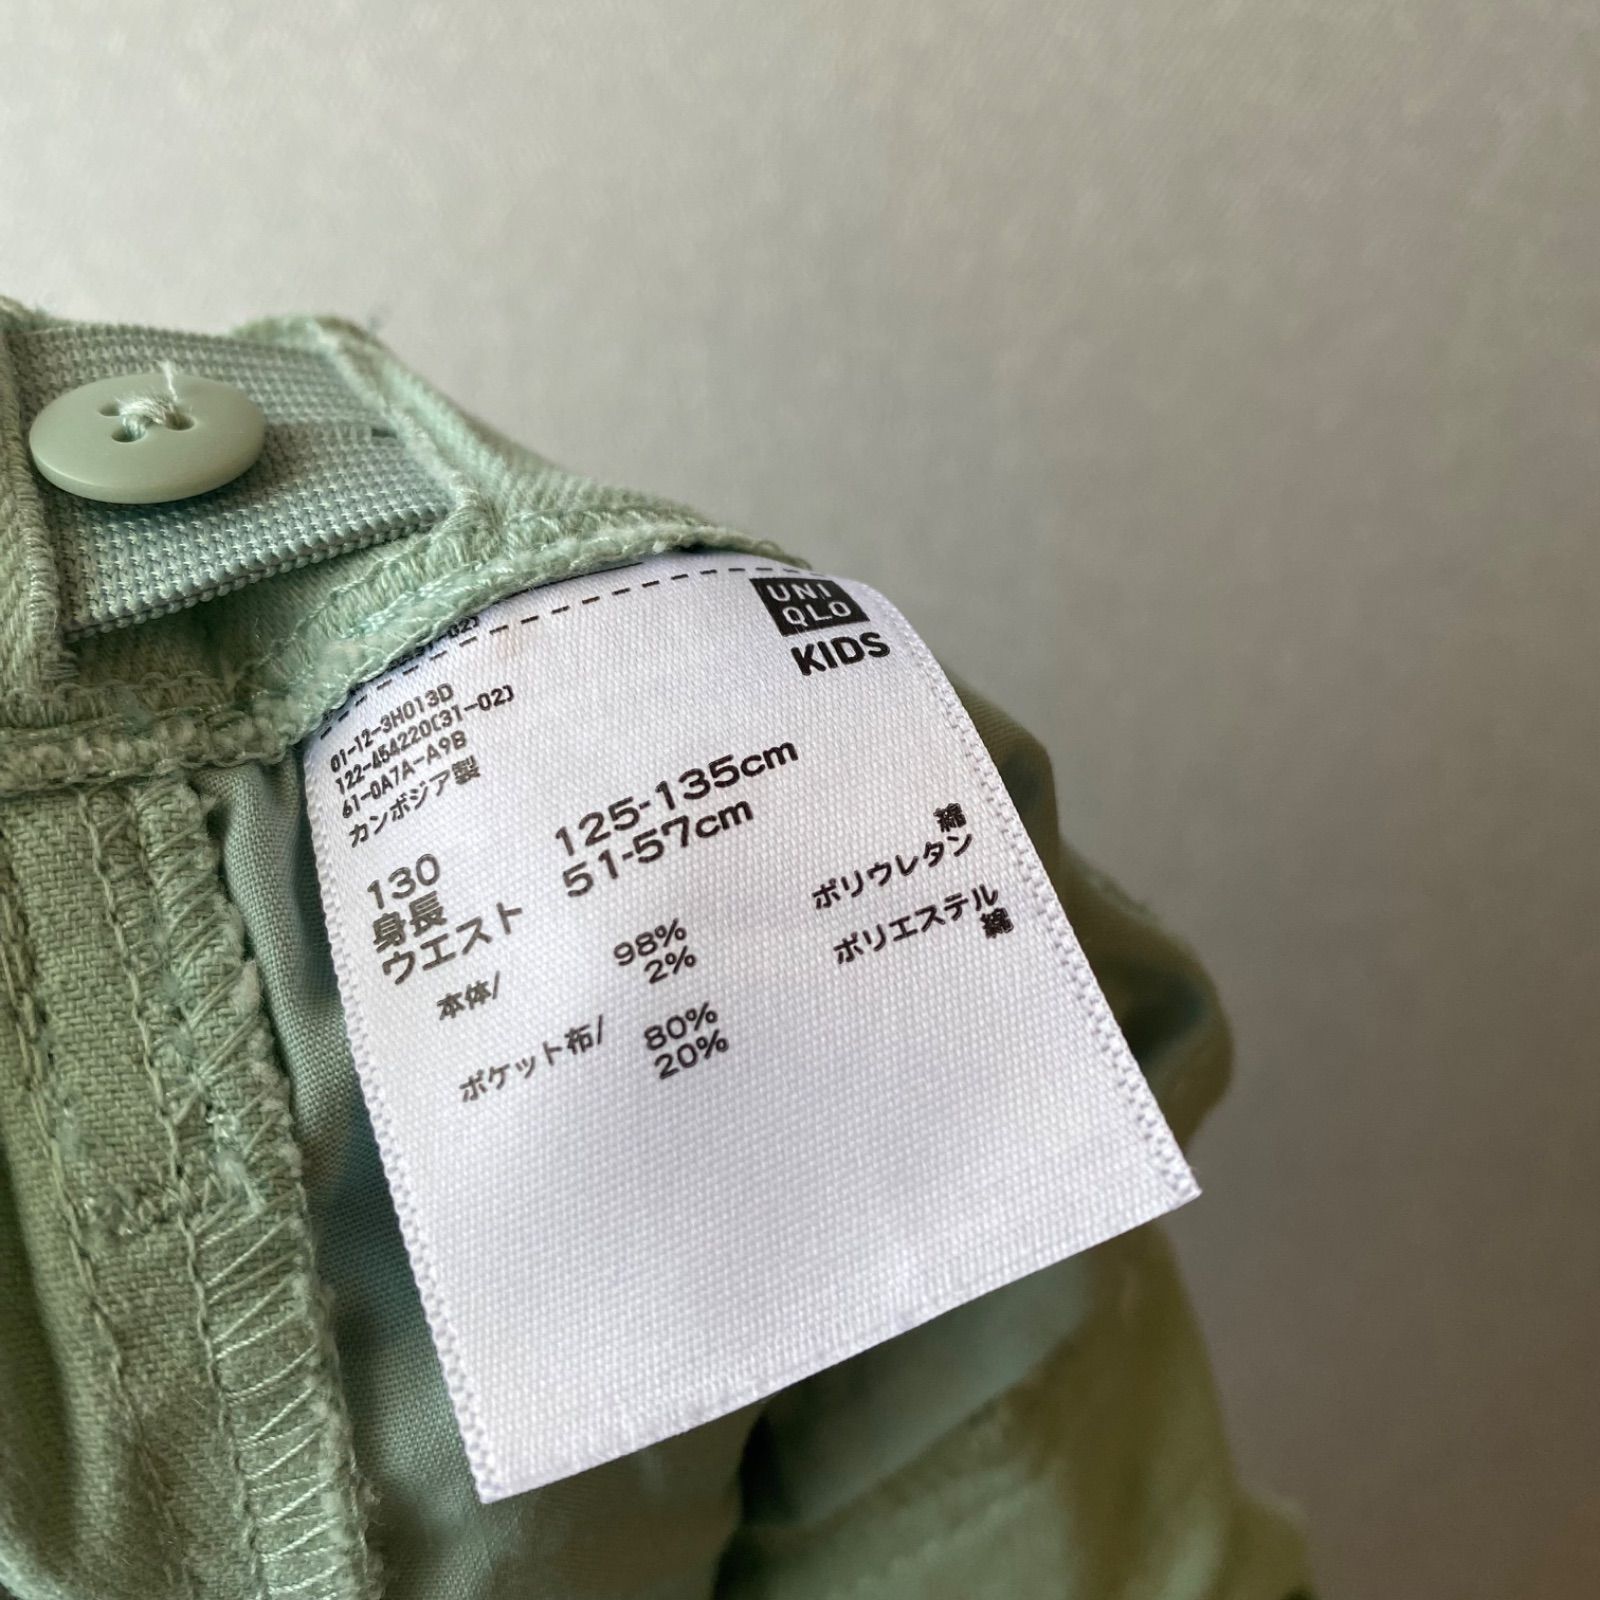 UNI
QLO
KIDS
01-12-3H013D
122-454220(31-02)
61-0A7A-A9B
カンボジア製
130
身長 125-135cm
ウエスト 51-57cm
本体/ 98% 綿
2% ポリウレタン
ポケット布/ 80% ポリエステル
20% 綿